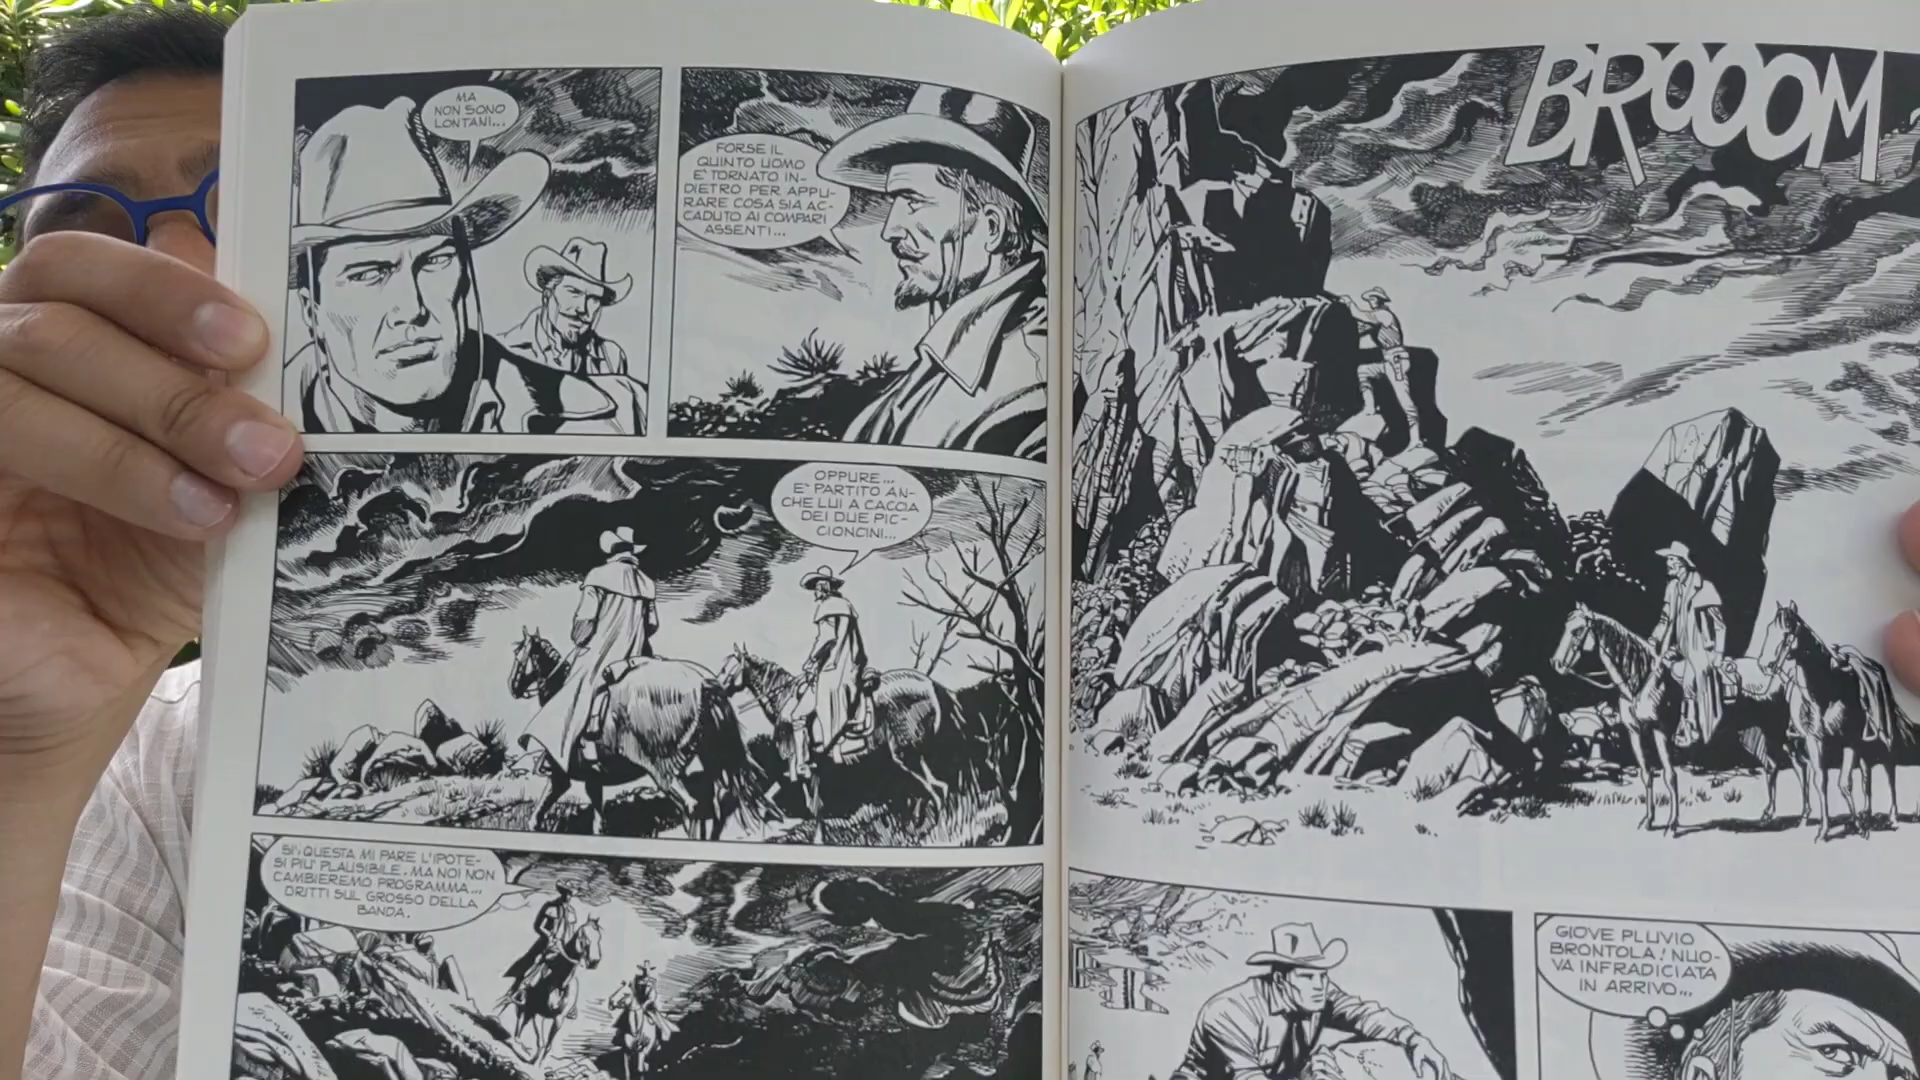 MA
NON SONO
LONTANI...
FORSE IL
QUINTO UOMO
E' TORNATO IN-
DIETRO PER APPU-
RARE COSA SIA AC-
CADUTO AI COMPARI
ASSENTI...
OPPURE...
E' PARTITO AN-
CHE LUI A CACCIA
DEI DUE PIC-
CIONCINI...
SI', QUESTA MI PARE L'IPOTE-
SI PIU' PLAUSIBILE. MA NOI NON
CAMBIEREMO PROGRAMMA...
DRITTI SUL GROSSO DELLA
BANDA.
BROOOM
GIOVE PLUVIO
BRONTOLA! NUO-
VA INFRADICIATA
IN ARRIVO...